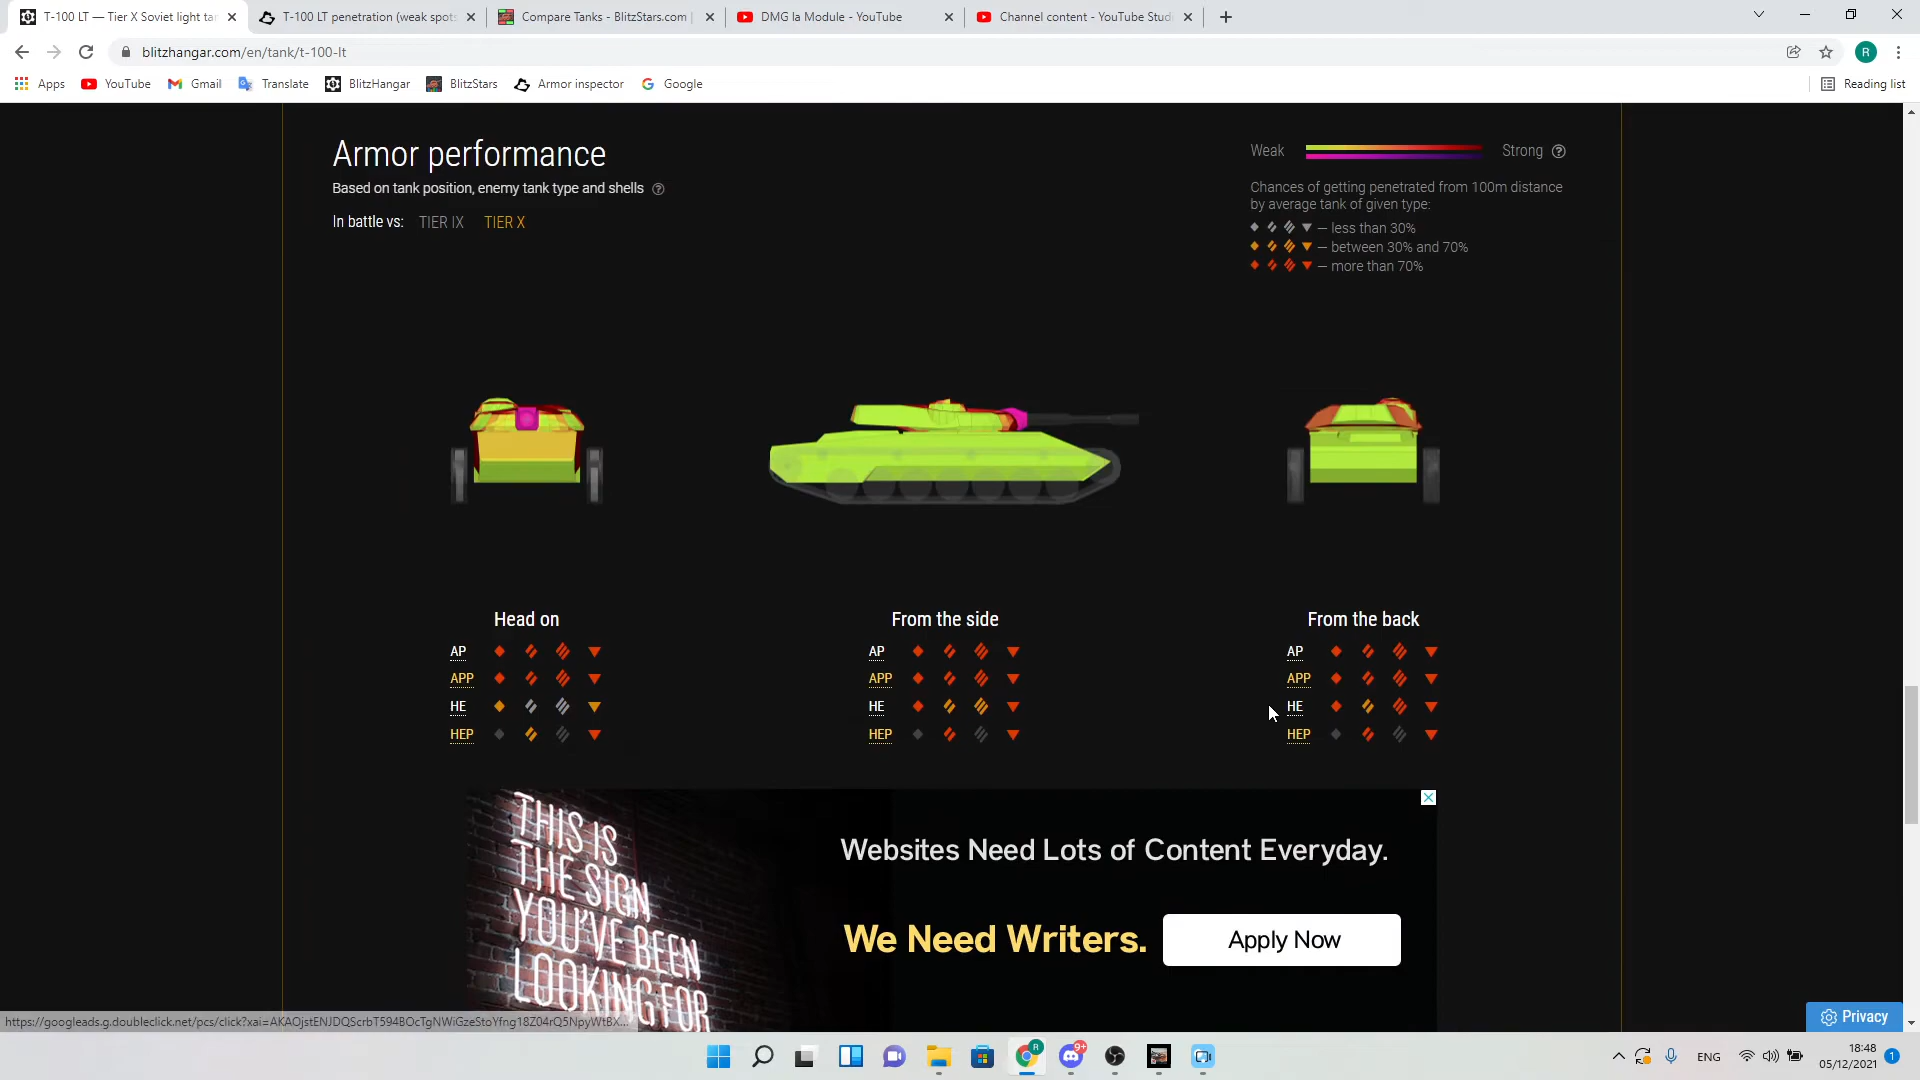 T-100 LT — Tier X Soviet light tar
T-100 LT penetration (weak spots
Compare Tanks - BlitzStars.com |
DMG la Module - YouTube
Channel content - YouTube Stud
blitzhangar.com/en/tank/t-100-lt
R
Apps
YouTube
Gmail
Translate
BlitzHangar
BlitzStars
Armor inspector
Google
Reading list
Armor performance
Based on tank position, enemy tank type and shells ?
In battle vs: TIER IX TIER X
Weak Strong ?
Chances of getting penetrated from 100m distance
by average tank of given type:
— less than 30%
— between 30% and 70%
— more than 70%
Head on
AP
APP
HE
HEP
From the side
AP
APP
HE
HEP
From the back
AP
APP
HE
HEP
THIS IS
THE SIGN
YOU'VE BEEN
LOOKING FOR
Websites Need Lots of Content Everyday.
We Need Writers.
Apply Now
Privacy
https://googleads.g.doubleclick.net/pcs/click?xai=AKAOjstENJDQScrbT594BOcTgNWiGzeStoYfng18Z04rQ5NpyWtBX...
R
9+
ENG
18:48
05/12/2021
1